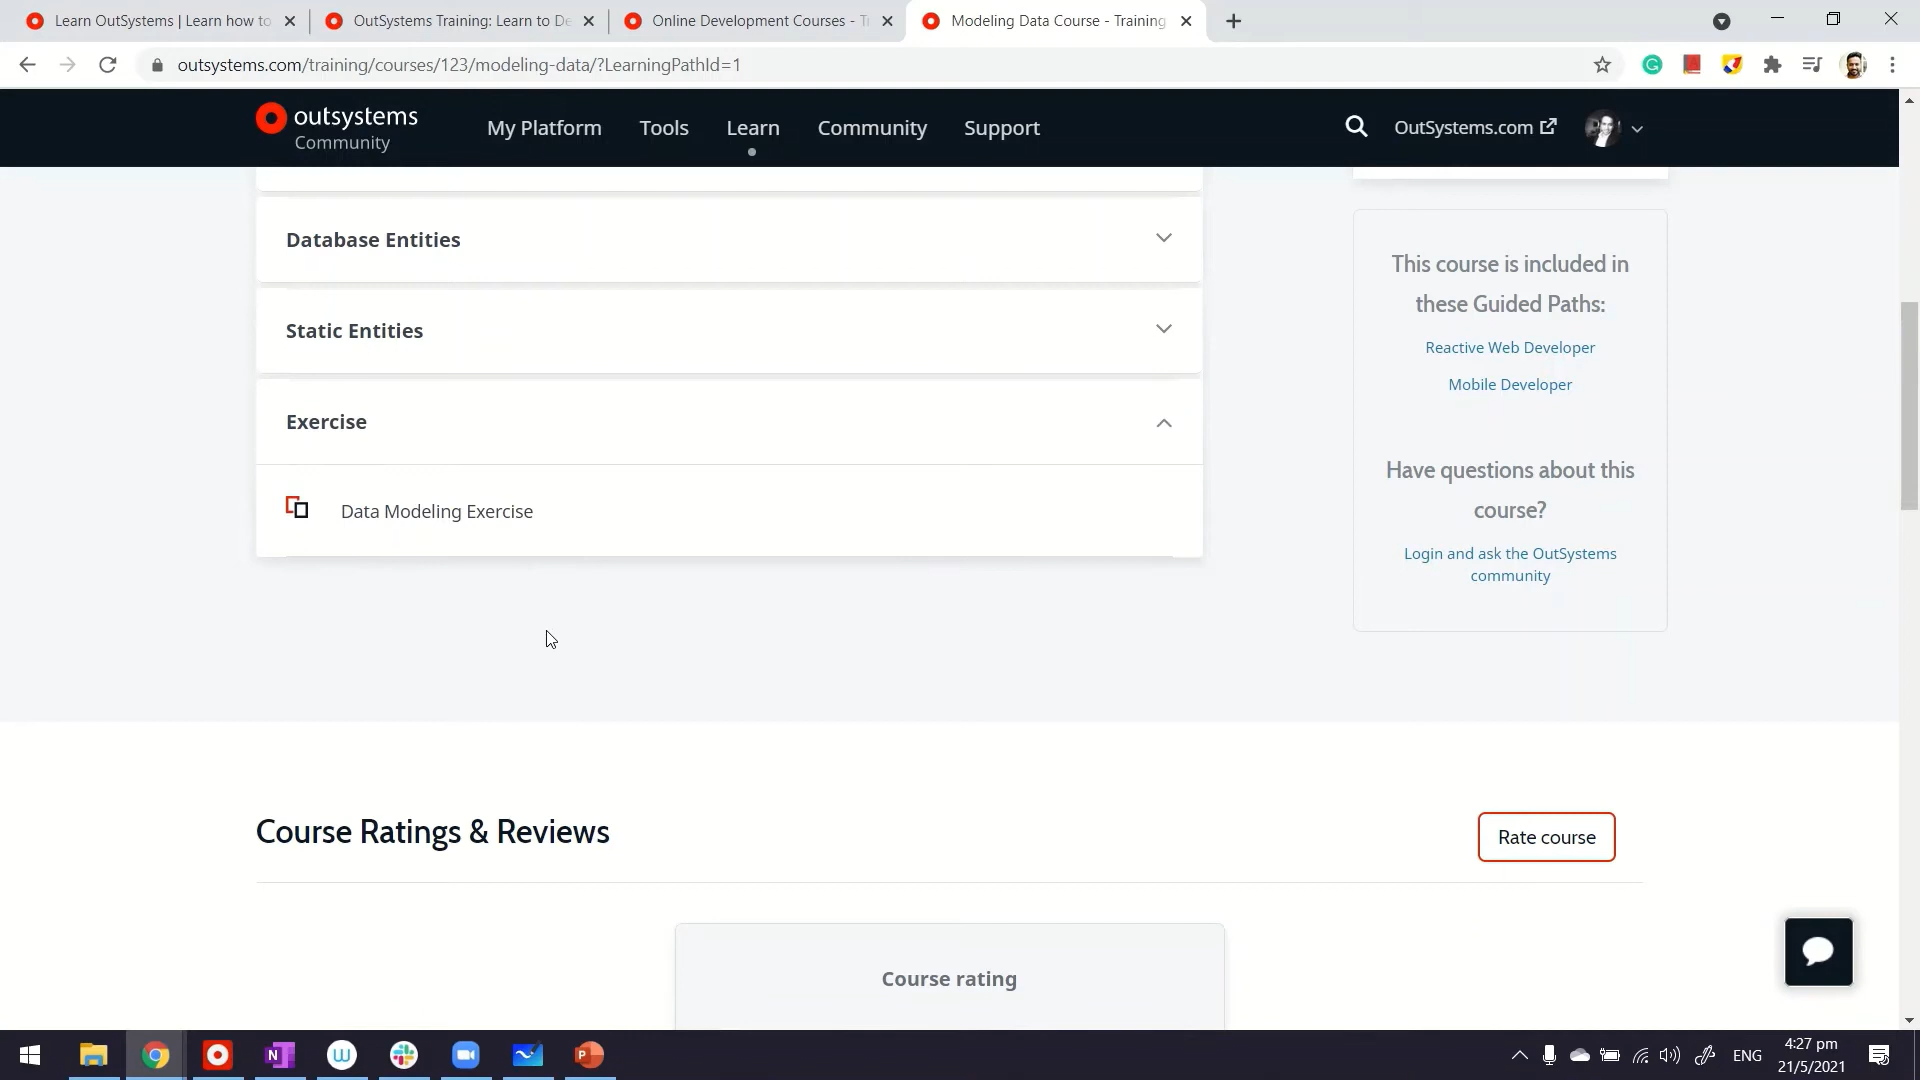 Learn OutSystems | Learn how to
OutSystems Training: Learn to De
Online Development Courses - Tr
Modeling Data Course - Training
outsystems.com/training/courses/123/modeling-data/?LearningPathId=1
outsystems
Community
My Platform
Tools
Learn
Community
Support
OutSystems.com
Database Entities
Static Entities
Exercise
Data Modeling Exercise
This course is included in
these Guided Paths:
Reactive Web Developer
Mobile Developer
Have questions about this
course?
Login and ask the OutSystems
community
Course Ratings & Reviews
Rate course
Course rating
ENG
4:27 pm
21/5/2021